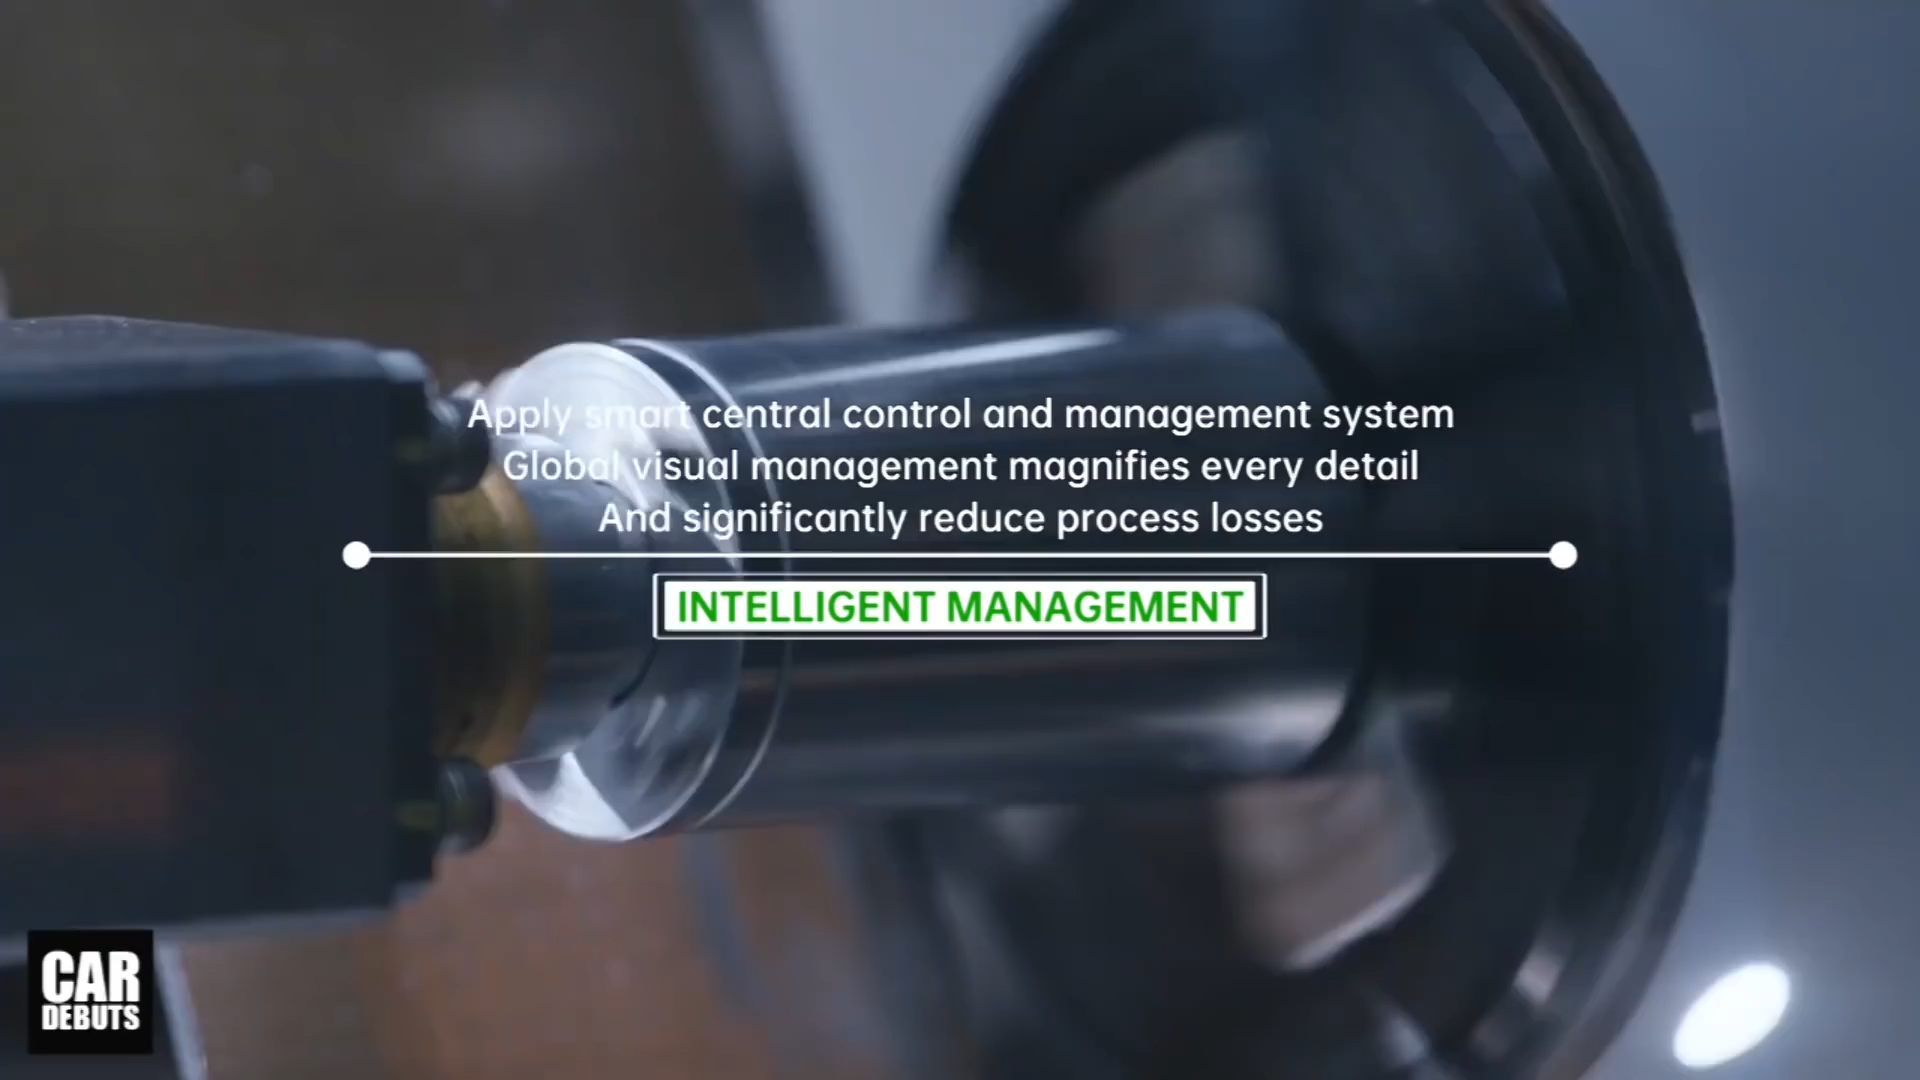 Apply smart central control and management system
Global visual management magnifies every detail
And significantly reduce process losses
INTELLIGENT MANAGEMENT
CAR
DEBUTS